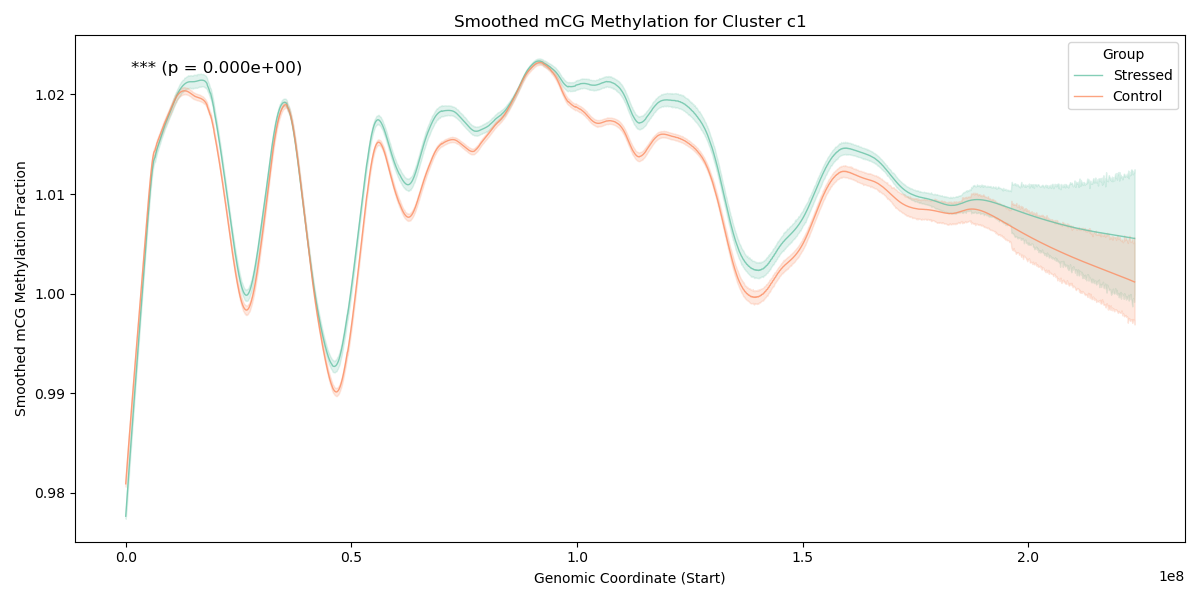 Smoothed mCG Methylation for Cluster c1
*** (p = 0.000e+00)
Group
Stressed
Control
Smoothed mCG Methylation Fraction
1.02
1.01
1.00
0.99
0.98
0.0
0.5
1.0
1.5
2.0
1e8
Genomic Coordinate (Start)